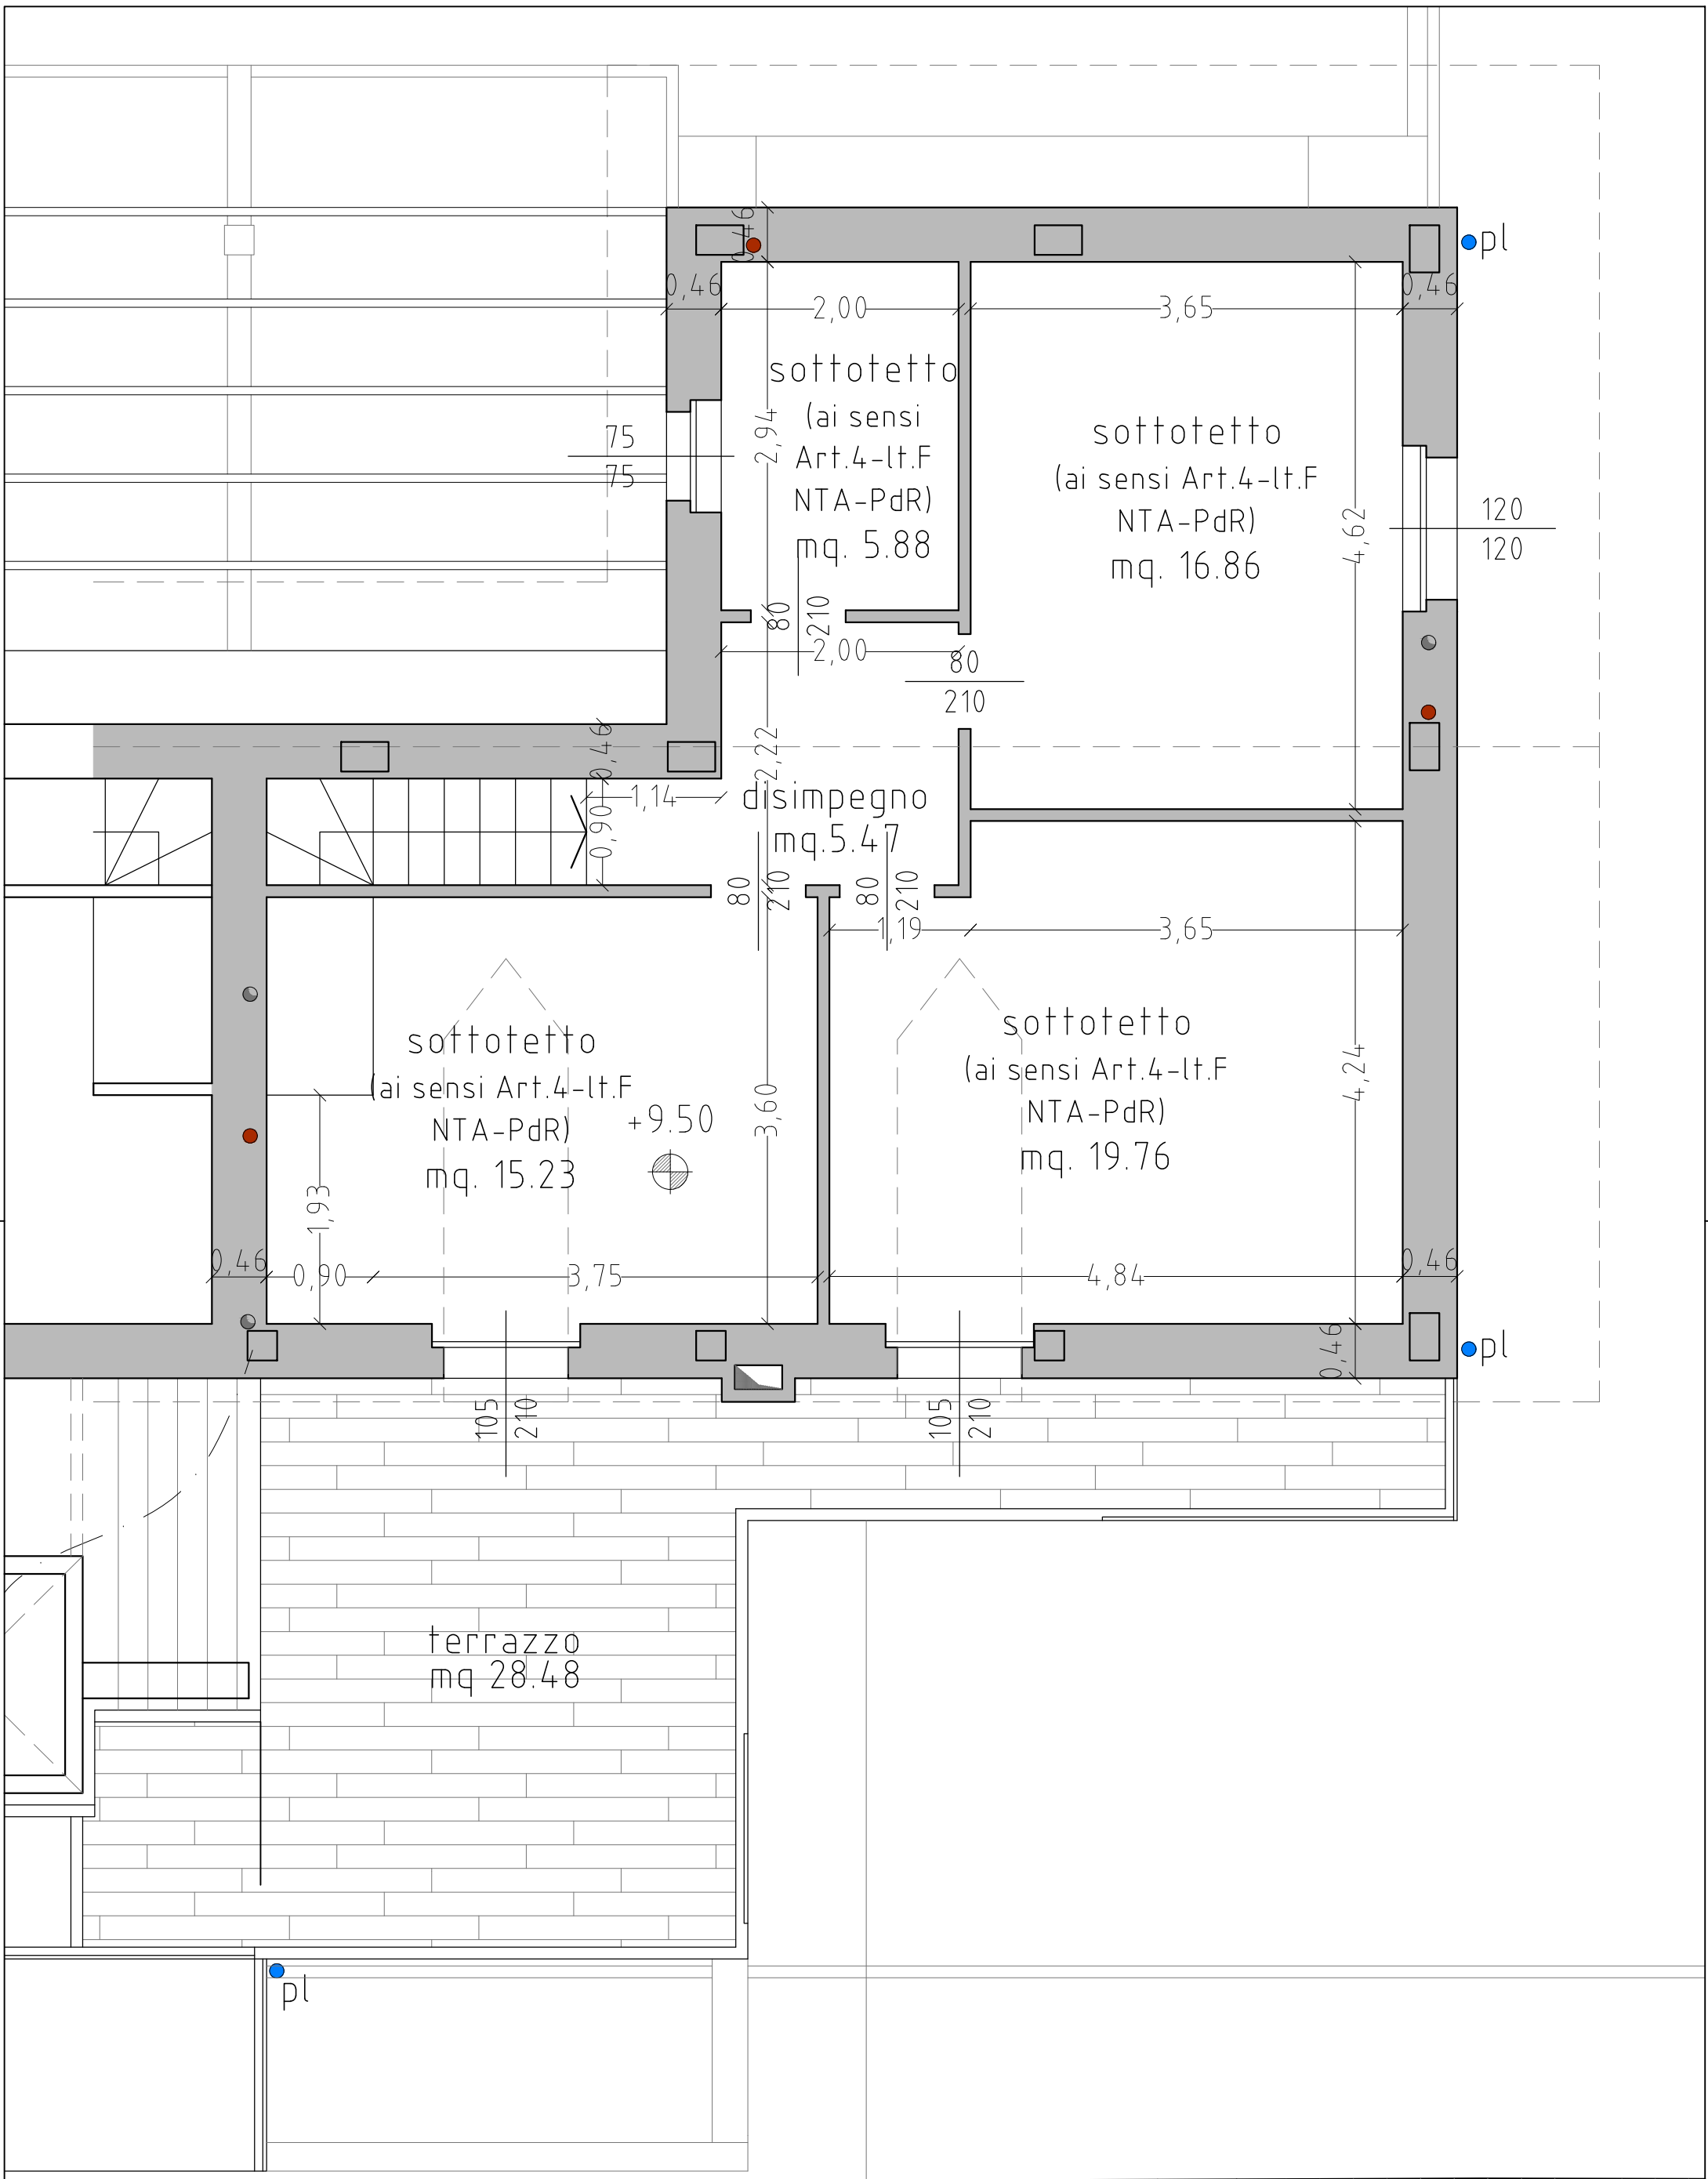 0,46
pl
0,46
2,00
3,65
0,46
sottotetto
(ai sensi
Art.4-lt.F
NTA-PdR)
mq. 5.88
2,94
75
75
sottotetto
(ai sensi Art.4-lt.F
NTA-PdR)
mq. 16.86
4,62
120
120
80
210
2,00
80
210
0,46
2,22
1,14
0,90
disimpegno
mq.5.47
80
210
80
210
1,19
3,65
sottotetto
(ai sensi Art.4-lt.F
NTA-PdR)
mq. 15.23
+9.50
3,60
sottotetto
(ai sensi Art.4-lt.F
NTA-PdR)
mq. 19.76
4,24
1,93
0,46
0,90
3,75
4,84
0,46
0,46
pl
105
210
105
210
terrazzo
mq 28.48
pl